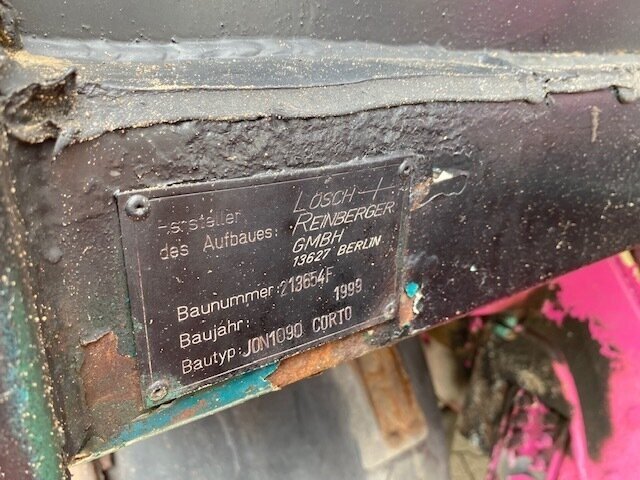 Hersteller
des Aufbaues:
LÖSCH +
REINBERGER
GMBH
13627 BERLIN
Baunummer: 213654F
Baujahr: 1999
Bautyp: JON1090 CORTO